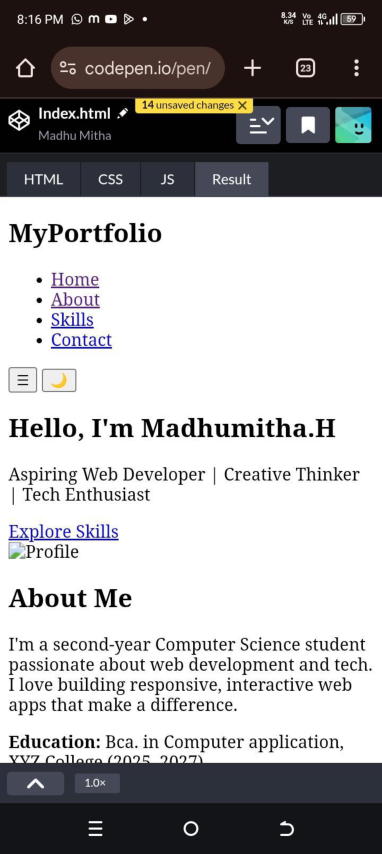 8:16 PM
8.34 K/S Vo LTE 4G 59
codepen.io/pen/
23
14 unsaved changes
Index.html
Madhu Mitha
HTML CSS JS Result
MyPortfolio
Home
About
Skills
Contact
Hello, I'm Madhumitha.H
Aspiring Web Developer | Creative Thinker
| Tech Enthusiast
Explore Skills
Profile
About Me
I'm a second-year Computer Science student
passionate about web development and tech.
I love building responsive, interactive web
apps that make a difference.
Education: Bca. in Computer application,
XYZ College (2025, 2027)
1.0×